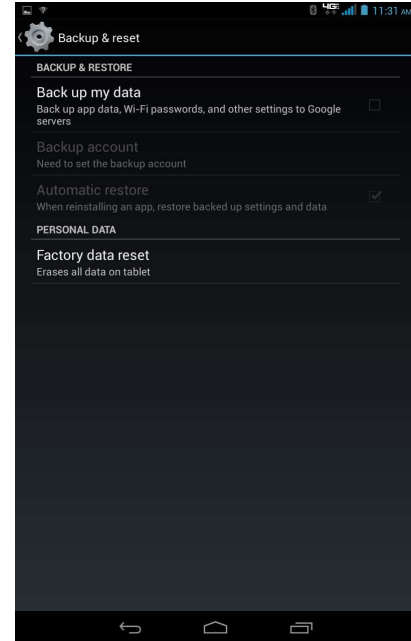 4G 11:31 AM
Backup & reset
BACKUP & RESTORE
Back up my data
Back up app data, Wi-Fi passwords, and other settings to Google
servers
Backup account
Need to set the backup account
Automatic restore
When reinstalling an app, restore backed up settings and data
PERSONAL DATA
Factory data reset
Erases all data on tablet